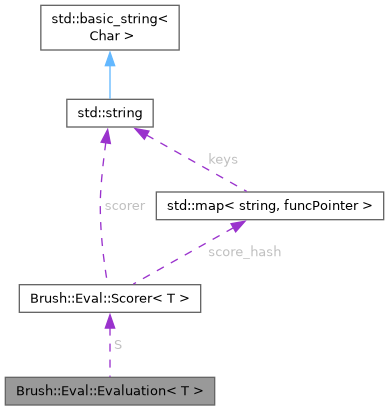 std::basic_string<
Char >
std::string
keys
scorer
std::map< string, funcPointer >
score_hash
Brush::Eval::Scorer< T >
S
Brush::Eval::Evaluation< T >